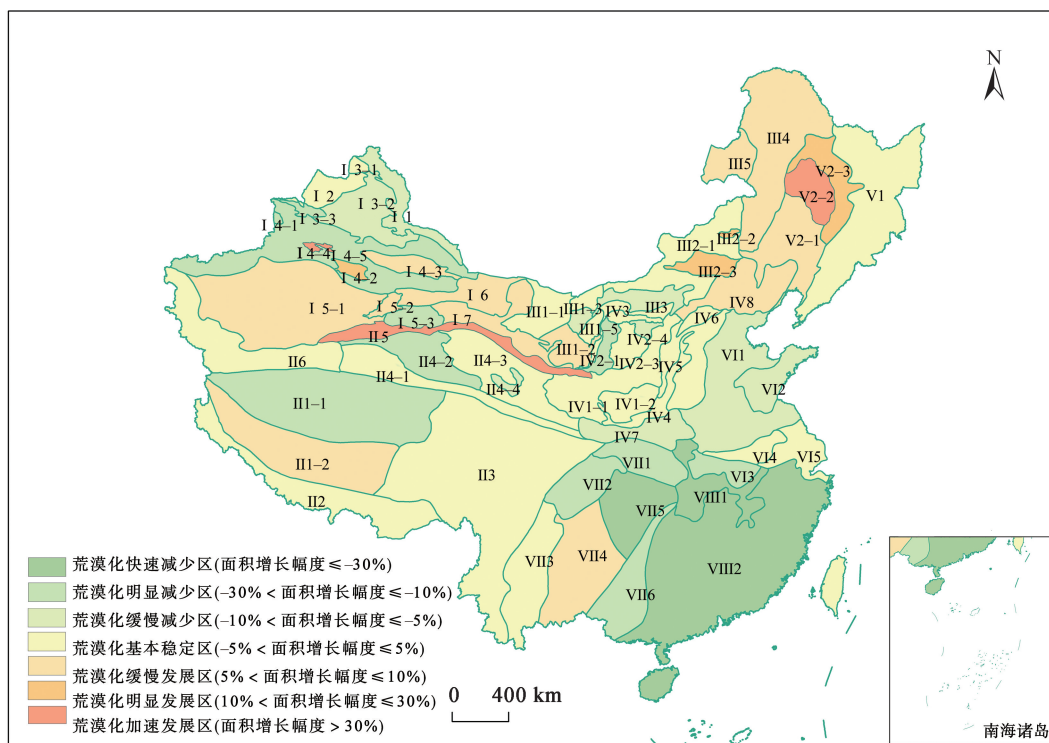 N
III4
III5
V2-3
V1
V2-2
I 3-1
I 2
I 3-2
I 3-3
I 1
I 4-1
V2-1
III2-2
III2-1
I 4-4
I 4-5
I 4-2
I 4-3
III2-3
I 6
I 5-1
I 5-2
I 5-3
I 7
III1-1
III1-3
IV3
III3
IV8
III1-5
IV6
II5
III1-2
IV2-4
IV2-1
IV2-3
IV5
VI1
II6
II4-1
II4-2
II4-3
II4-4
VI2
II1-1
IV1-1
IV1-2
IV4
IV7
II1-2
II3
VII1
VI4
VI5
VI3
II2
VII2
VIII1
VII5
VII3
VII4
VIII2
VII6
荒漠化快速减少区(面积增长幅度≤-30%)
荒漠化明显减少区(-30%<面积增长幅度≤-10%)
荒漠化缓慢减少区(-10%<面积增长幅度≤-5%)
荒漠化基本稳定区(-5%<面积增长幅度≤5%)
荒漠化缓慢发展区(5%<面积增长幅度≤10%)
荒漠化明显发展区(10%<面积增长幅度≤30%)
荒漠化加速发展区(面积增长幅度>30%)
0 400 km
南海诸岛